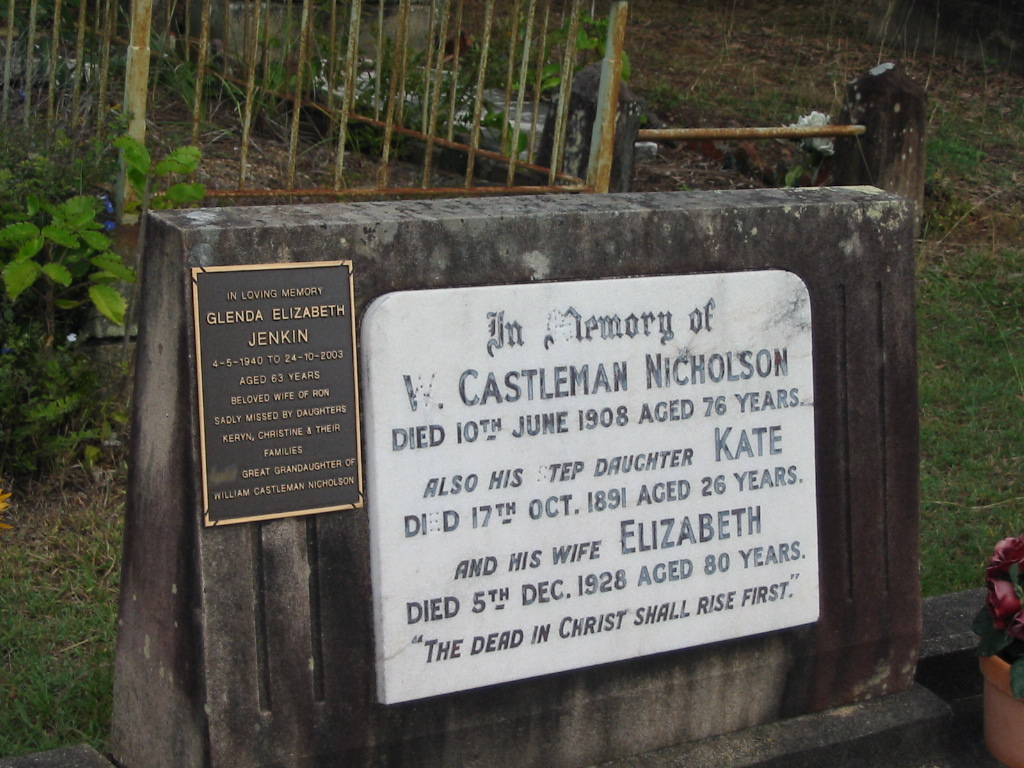 IN LOVING MEMORY
GLENDA ELIZABETH
JENKIN
4-5-1940 TO 24-10-2003
AGED 63 YEARS
BELOVED WIFE OF RON
SADLY MISSED BY DAUGHTERS
KERYN, CHRISTINE & THEIR
FAMILIES
GREAT GRANDAUGHTER OF
WILLIAM CASTLEMAN NICHOLSON
In Memory of
W. CASTLEMAN NICHOLSON
DIED 10TH JUNE 1908 AGED 76 YEARS.
ALSO HIS STEP DAUGHTER KATE
DIED 17TH OCT. 1891 AGED 26 YEARS.
AND HIS WIFE ELIZABETH
DIED 5TH DEC. 1928 AGED 80 YEARS.
"THE DEAD IN CHRIST SHALL RISE FIRST."